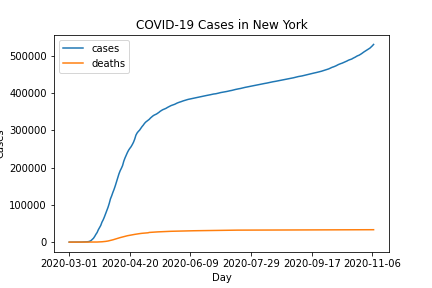 COVID-19 Cases in New York
cases
deaths
500000
400000
300000
200000
100000
0
cases
2020-03-01 2020-04-20 2020-06-09 2020-07-29 2020-09-17 2020-11-06
Day